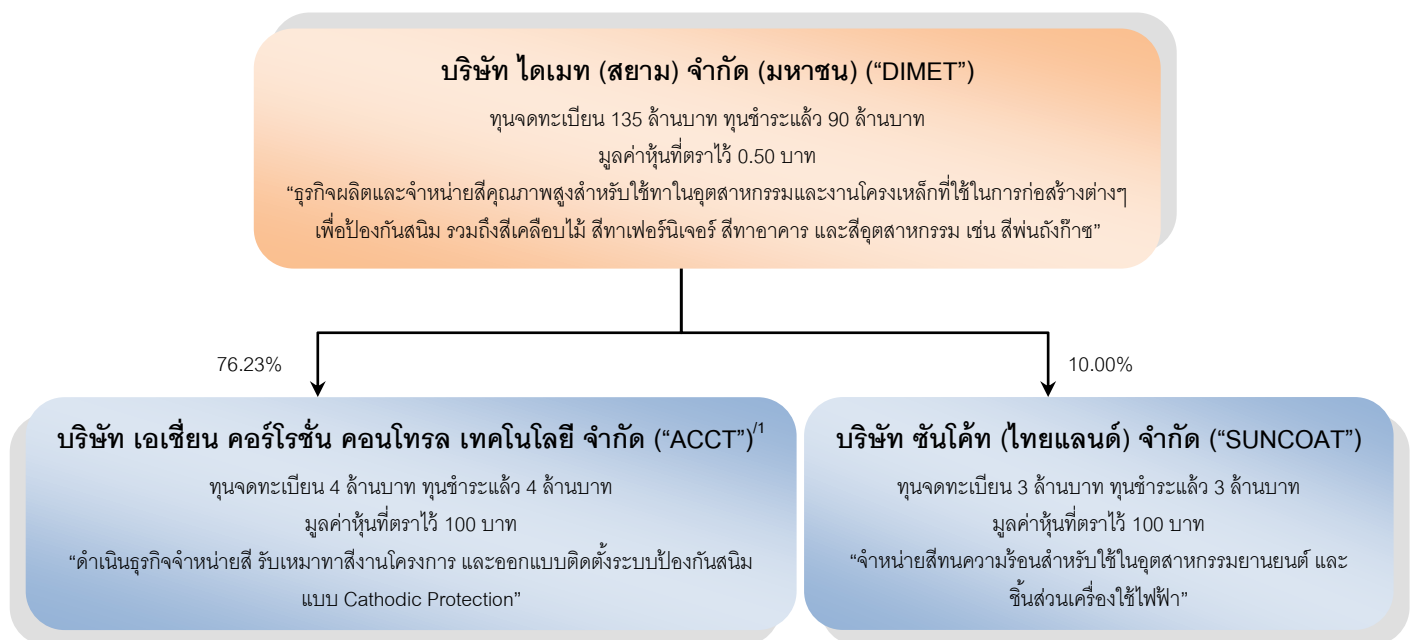 บริษัท ไดเมท (สยาม) จำกัด (มหาชน) (“DIMET”)
ทุนจดทะเบียน 135 ล้านบาท ทุนชำระแล้ว 90 ล้านบาท
มูลค่าหุ้นที่ตราไว้ 0.50 บาท
“ธุรกิจผลิตและจำหน่ายสีคุณภาพสูงสำหรับใช้ทาในอุตสาหกรรมและงานโครงเหล็กที่ใช้ในการก่อสร้างต่างๆ
เพื่อป้องกันสนิม รวมถึงสีเคลือบไม้ สีทาเฟอร์นิเจอร์ สีทาอาคาร และสีอุตสาหกรรม เช่น สีพ่นถังก๊าซ”
76.23%
10.00%
บริษัท เอเชี่ยน คอร์โรชั่น คอนโทรล เทคโนโลยี จำกัด (“ACCT”)/1
ทุนจดทะเบียน 4 ล้านบาท ทุนชำระแล้ว 4 ล้านบาท
มูลค่าหุ้นที่ตราไว้ 100 บาท
“ดำเนินธุรกิจจำหน่ายสี รับเหมาทาสีงานโครงการ และออกแบบติดตั้งระบบป้องกันสนิม
แบบ Cathodic Protection”
บริษัท ซันโค้ท (ไทยแลนด์) จำกัด (“SUNCOAT”)
ทุนจดทะเบียน 3 ล้านบาท ทุนชำระแล้ว 3 ล้านบาท
มูลค่าหุ้นที่ตราไว้ 100 บาท
“จำหน่ายสีทนความร้อนสำหรับใช้ในอุตสาหกรรมยานยนต์ และ
ชิ้นส่วนเครื่องใช้ไฟฟ้า”